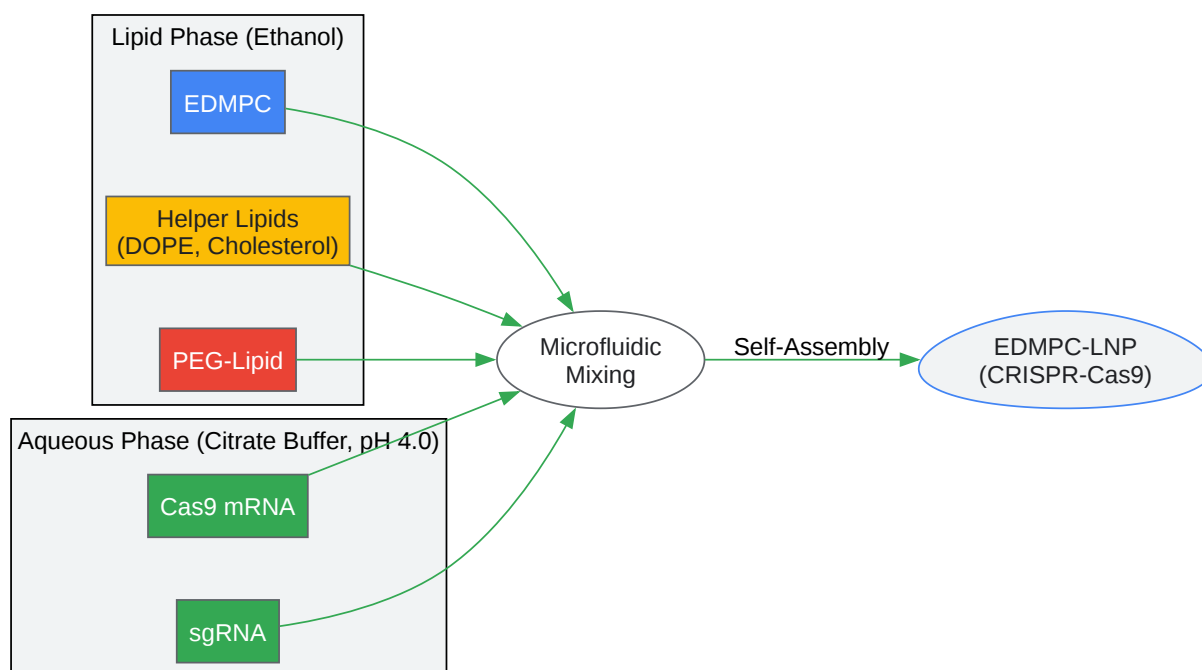 Lipid Phase (Ethanol)
EDMPC
Helper Lipids
(DOPE, Cholesterol)
PEG-Lipid
Aqueous Phase (Citrate Buffer, pH 4.0)
Cas9 mRNA
sgRNA
Microfluidic
Mixing
Self-Assembly
EDMPC-LNP
(CRISPR-Cas9)